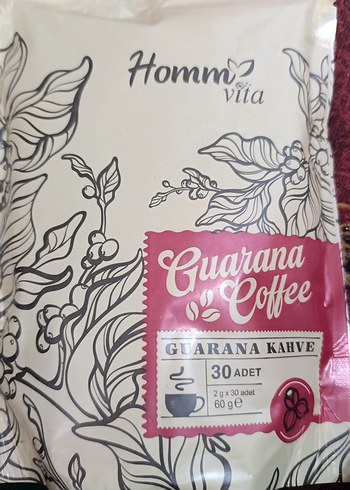 Homm
vita
Guarana
Coffee
GUARANA KAHVE
30 ADET
2 g x 30 adet
60 g ℮